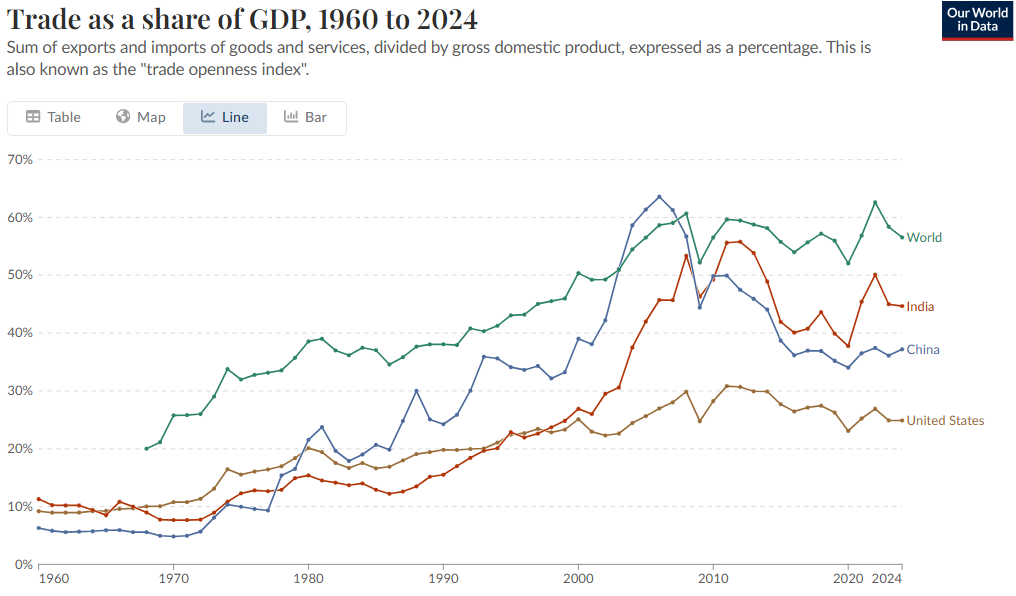 Trade as a share of GDP, 1960 to 2024
Our World
in Data
Sum of exports and imports of goods and services, divided by gross domestic product, expressed as a percentage. This is
also known as the "trade openness index".
Table
Map
Line
Bar
70%
60%
50%
40%
30%
20%
10%
0%
World
India
China
United States
1960
1970
1980
1990
2000
2010
2020
2024